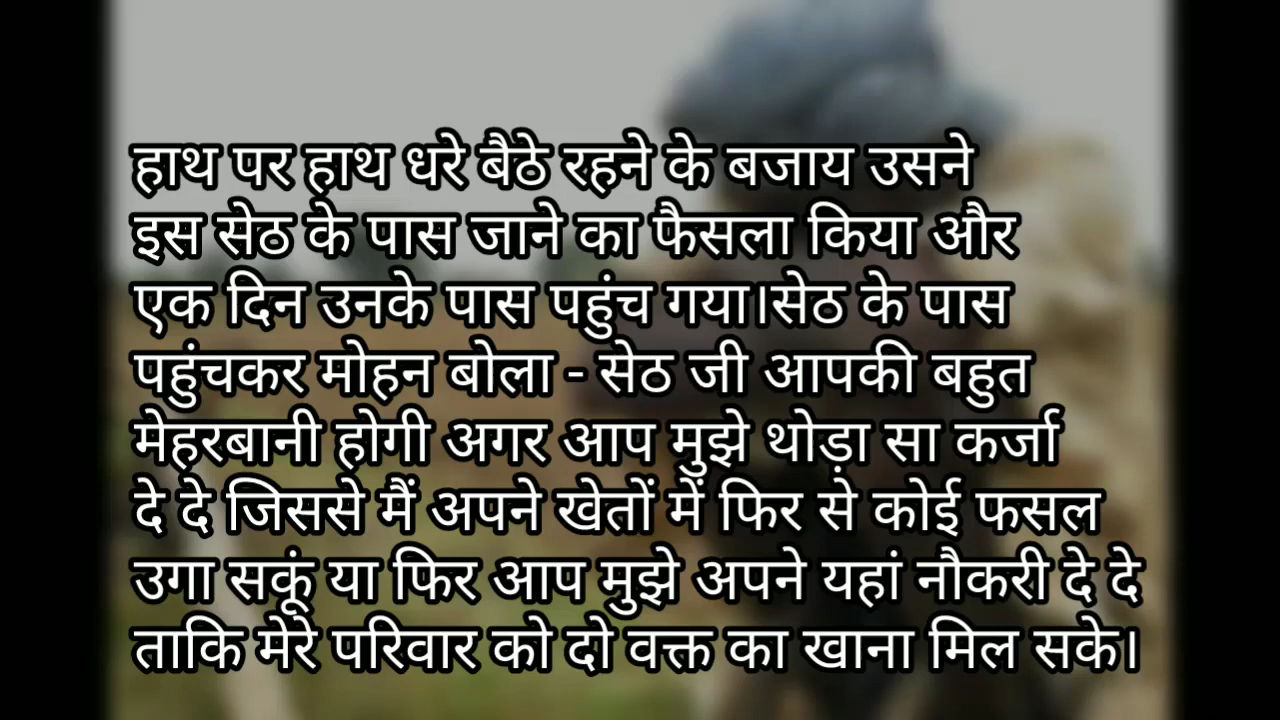 हाथ पर हाथ धरे बैठे रहने के बजाय उसने
इस सेठ के पास जाने का फैसला किया और
एक दिन उनके पास पहुंच गया।सेठ के पास
पहुंचकर मोहन बोला - सेठ जी आपकी बहुत
मेहरबानी होगी अगर आप मुझे थोड़ा सा कर्जा
दे दे जिससे मैं अपने खेतों में फिर से कोई फसल
उगा सकूं या फिर आप मुझे अपने यहां नौकरी दे दे
ताकि मेरे परिवार को दो वक्त का खाना मिल सके।